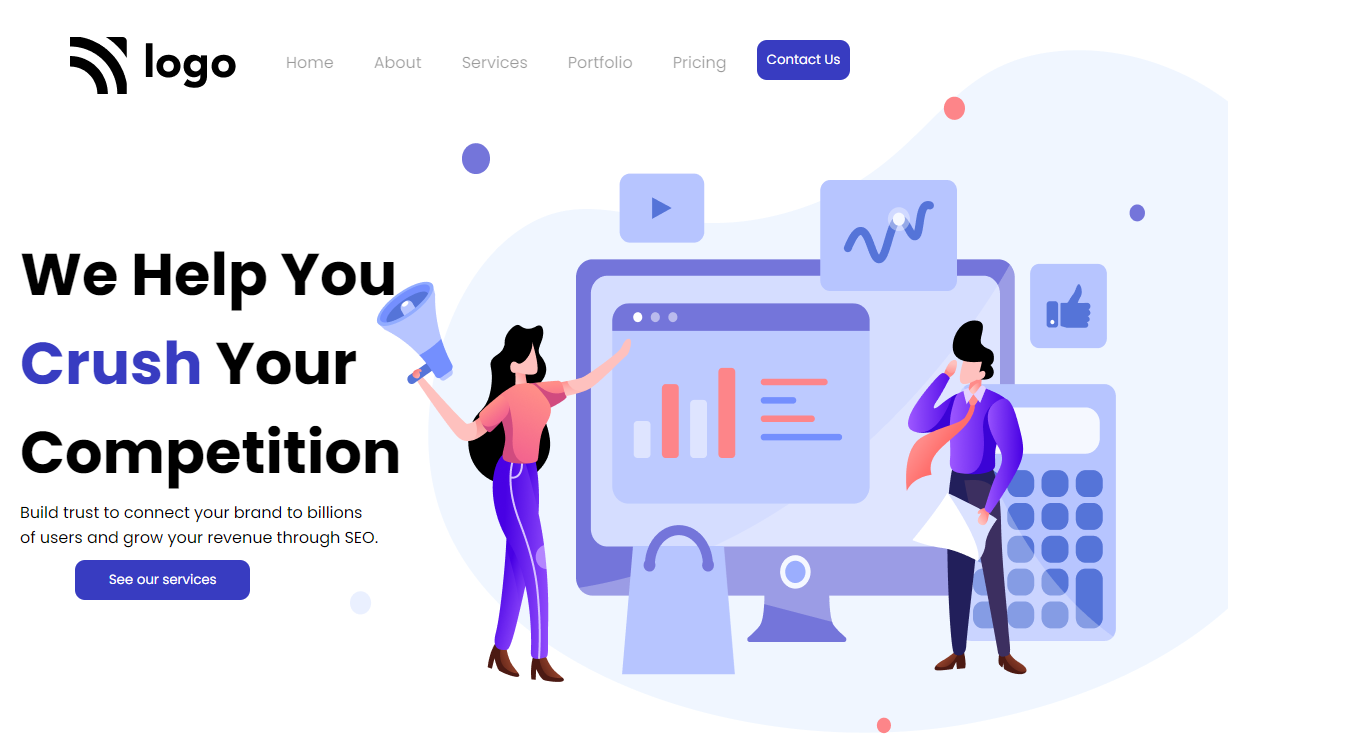 logo
Home About Services Portfolio Pricing Contact Us
We Help You
Crush Your
Competition
Build trust to connect your brand to billions
of users and grow your revenue through SEO.
See our services